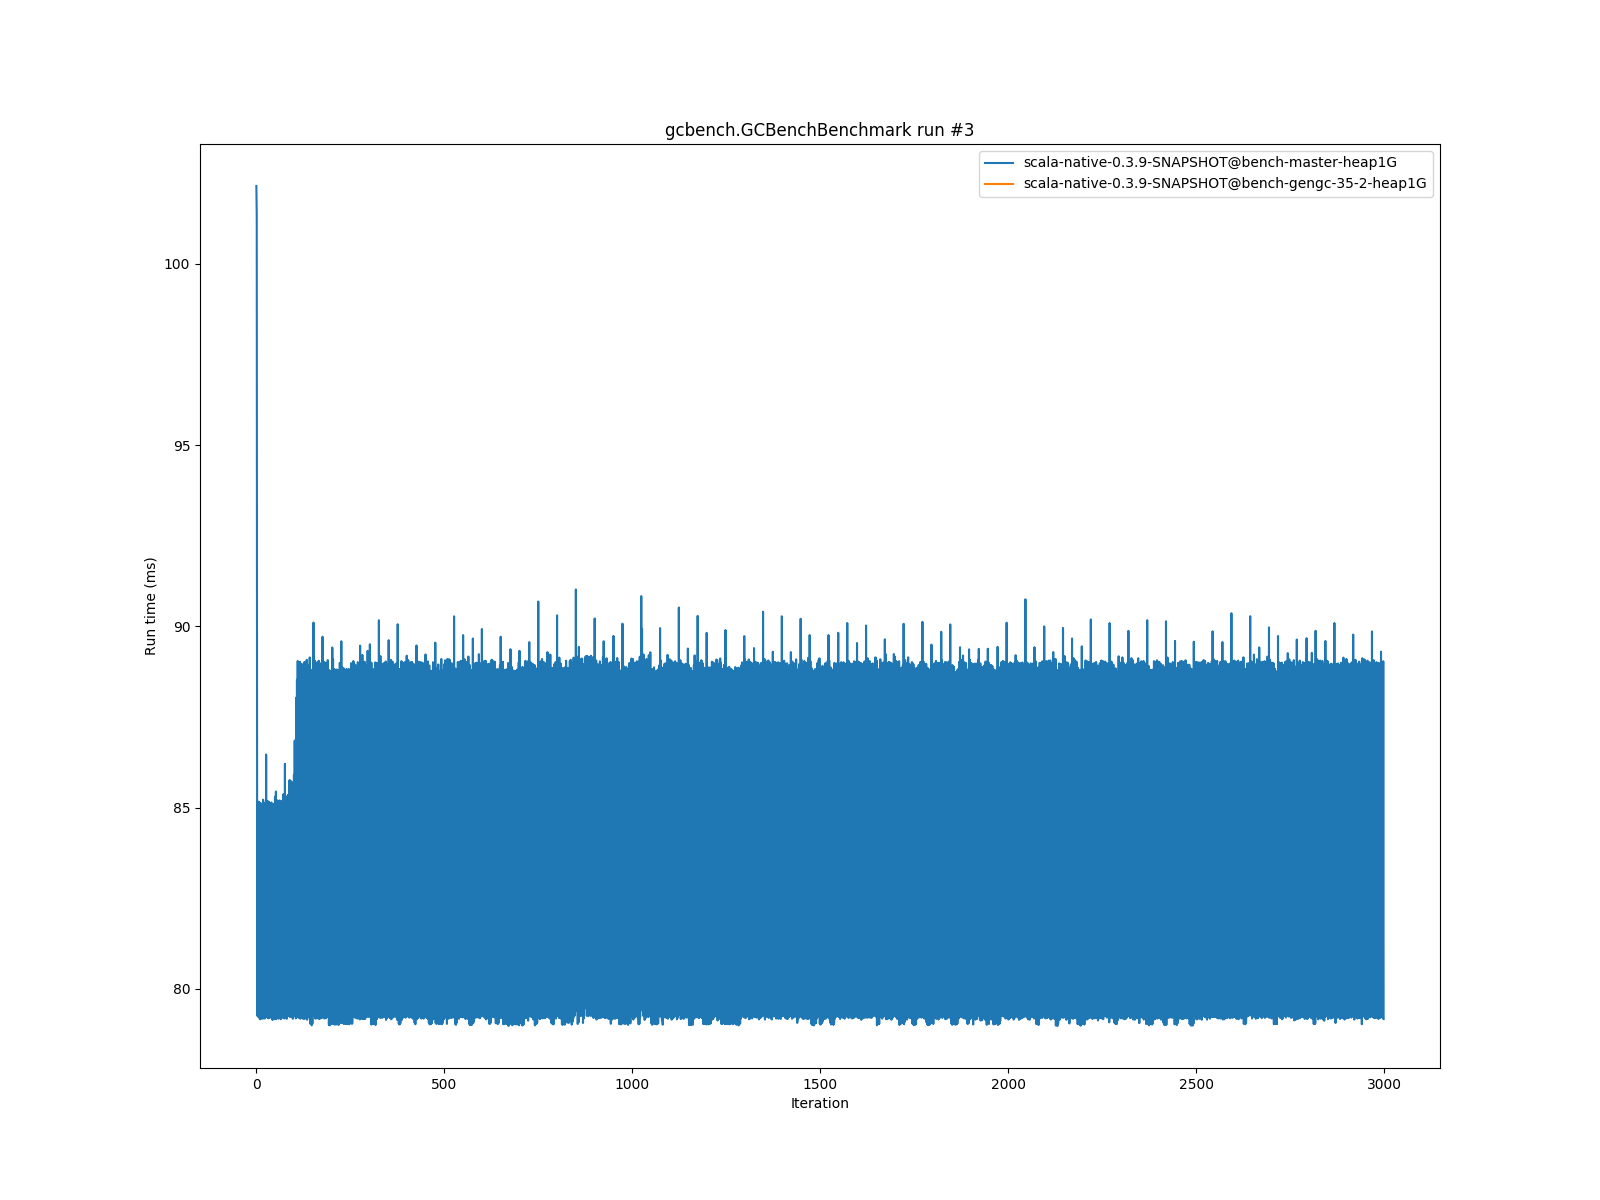 gcbench.GCBenchBenchmark run #3
scala-native-0.3.9-SNAPSHOT@bench-master-heap1G
scala-native-0.3.9-SNAPSHOT@bench-gengc-35-2-heap1G
100
95
90
85
80
Run time (ms)
0
500
1000
1500
2000
2500
3000
Iteration